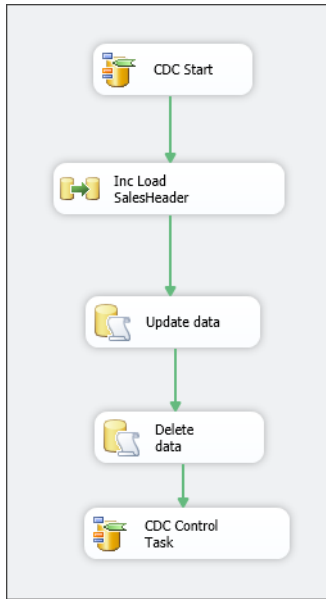 CDC Start
Inc Load
SalesHeader
Update data
Delete
data
CDC Control
Task